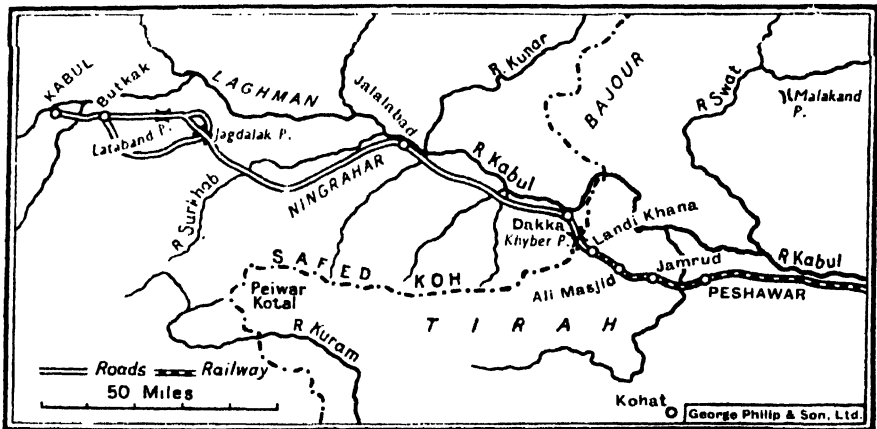 KABUL
Butkak
LAGHMAN
Jalalabad
R. Kunar
BAJOUR
R Swat
Malakand
P.
Lataband P.
Jagdalak P.
R Surkhab
NINGRAHAR
R Kabul
Dakka
Khyber P.
Landi Khana
Ali Masjid
Jamrud
R Kabul
PESHAWAR
SAFED KOH
Peiwar
Kotal
R Kuram
TIRAH
Roads Railway
50 Miles
Kohat
George Philip & Son, Ltd.